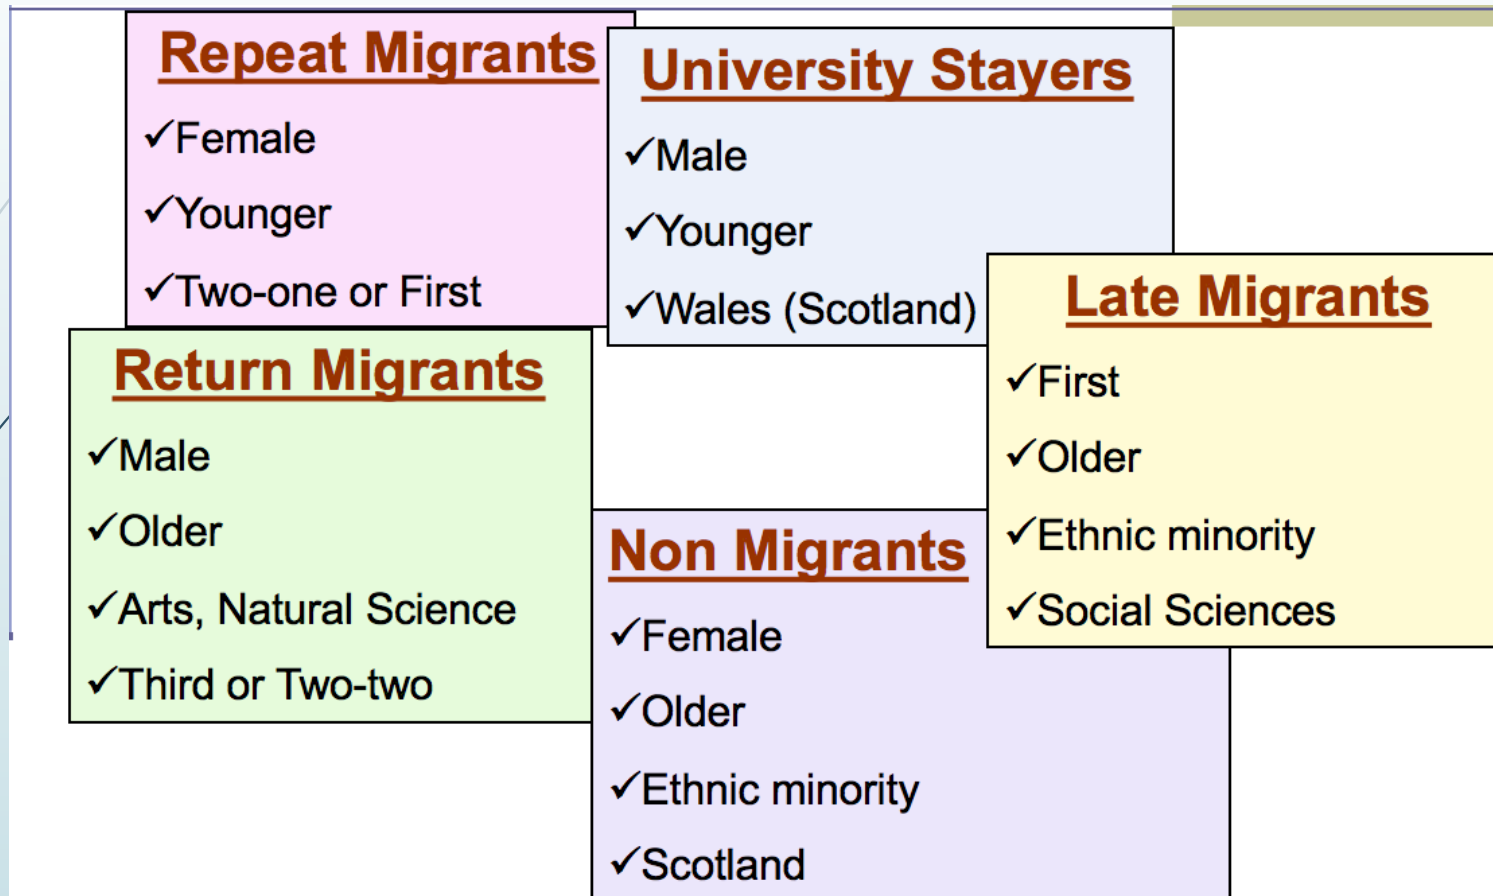 Repeat Migrants
✓Female
✓Younger
✓Two-one or First
University Stayers
✓Male
✓Younger
✓Wales (Scotland)
Late Migrants
✓First
✓Older
✓Ethnic minority
✓Social Sciences
Return Migrants
✓Male
✓Older
✓Arts, Natural Science
✓Third or Two-two
Non Migrants
✓Female
✓Older
✓Ethnic minority
✓Scotland